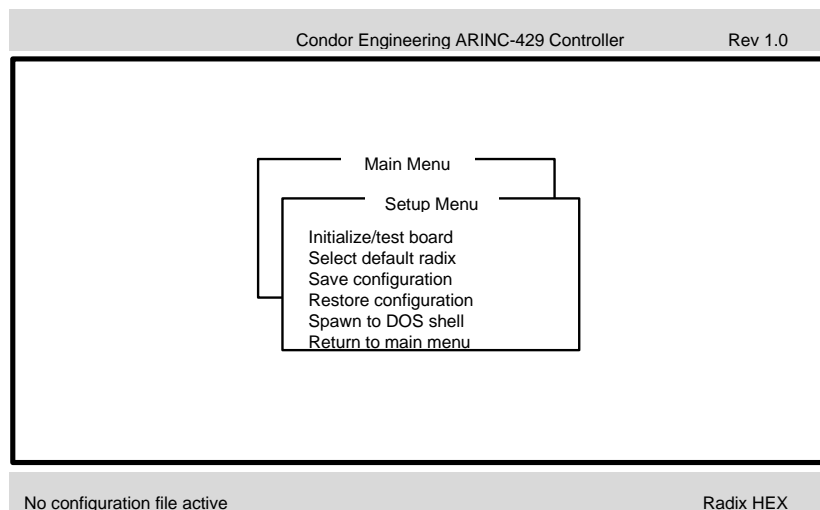 Condor Engineering ARINC-429 Controller Rev 1.0
Main Menu
Setup Menu
Initialize/test board
Select default radix
Save configuration
Restore configuration
Spawn to DOS shell
Return to main menu
No configuration file active Radix HEX